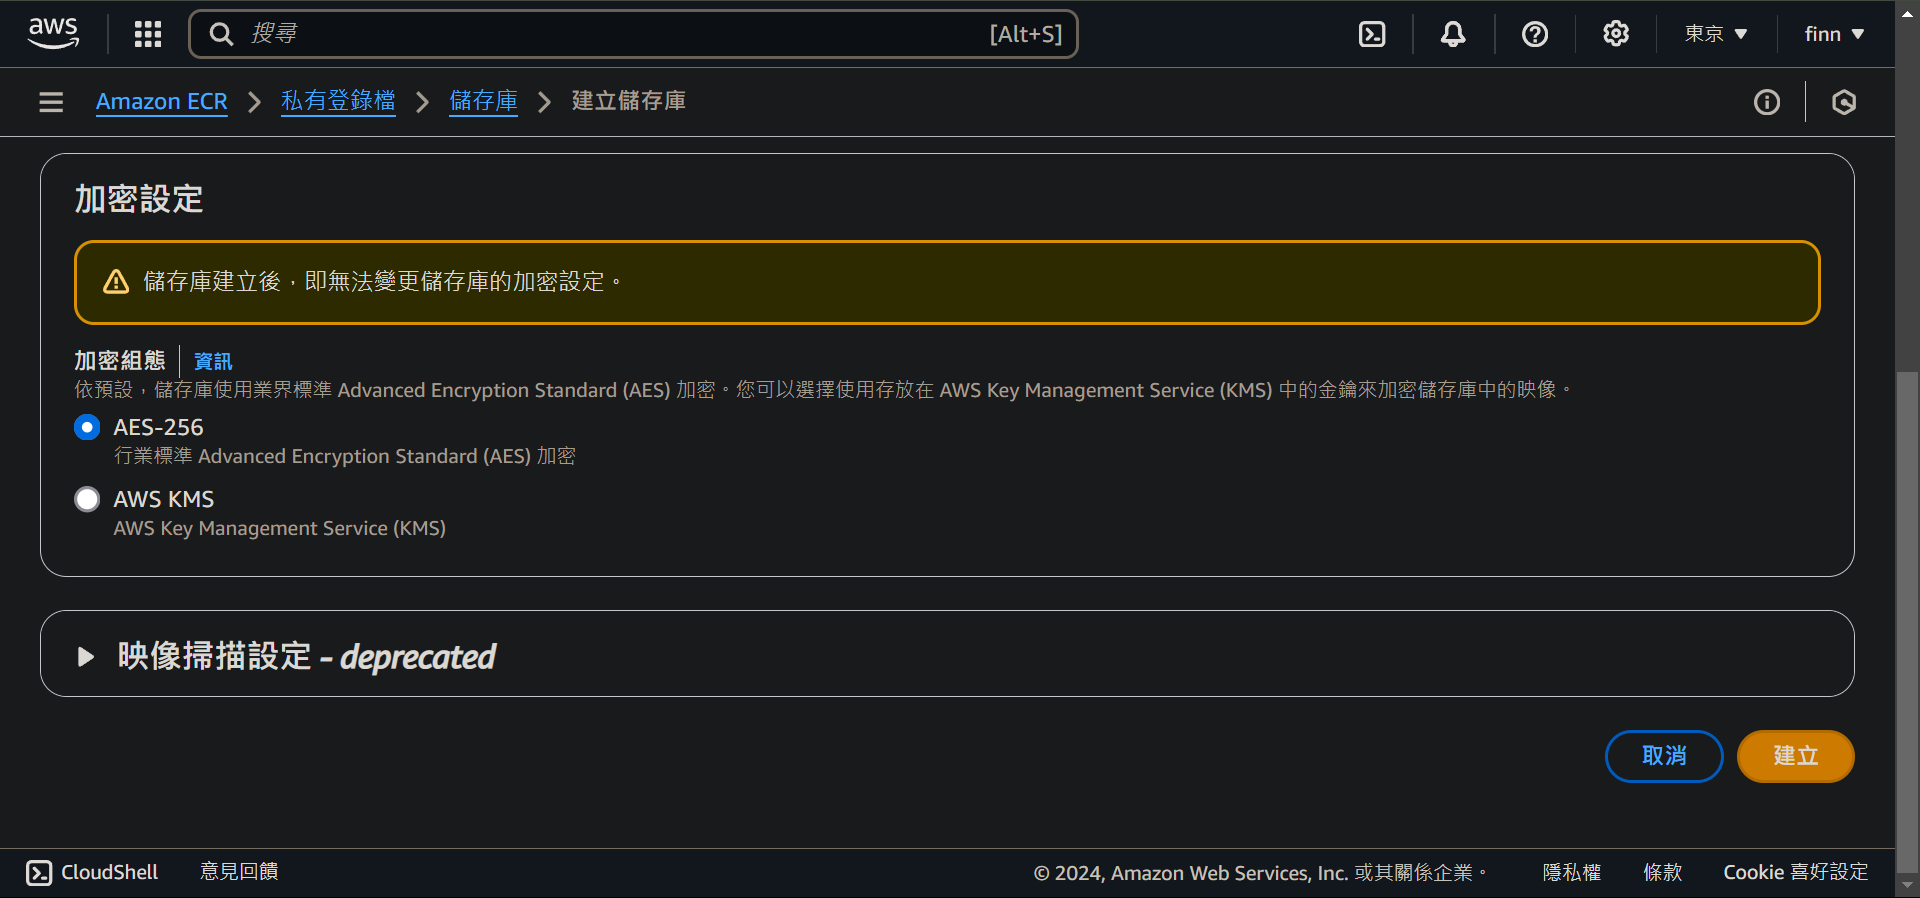 aws
搜尋
[Alt+S]
東京
finn
Amazon ECR
私有登錄檔
儲存庫
建立儲存庫
加密設定
儲存庫建立後，即無法變更儲存庫的加密設定。
加密組態
資訊
依預設，儲存庫使用業界標準 Advanced Encryption Standard (AES) 加密。您可以選擇使用存放在 AWS Key Management Service (KMS) 中的金鑰來加密儲存庫中的映像。
AES-256
行業標準 Advanced Encryption Standard (AES) 加密
AWS KMS
AWS Key Management Service (KMS)
映像掃描設定 - deprecated
取消
建立
CloudShell
意見回饋
© 2024, Amazon Web Services, Inc. 或其關係企業。
隱私權
條款
Cookie 喜好設定